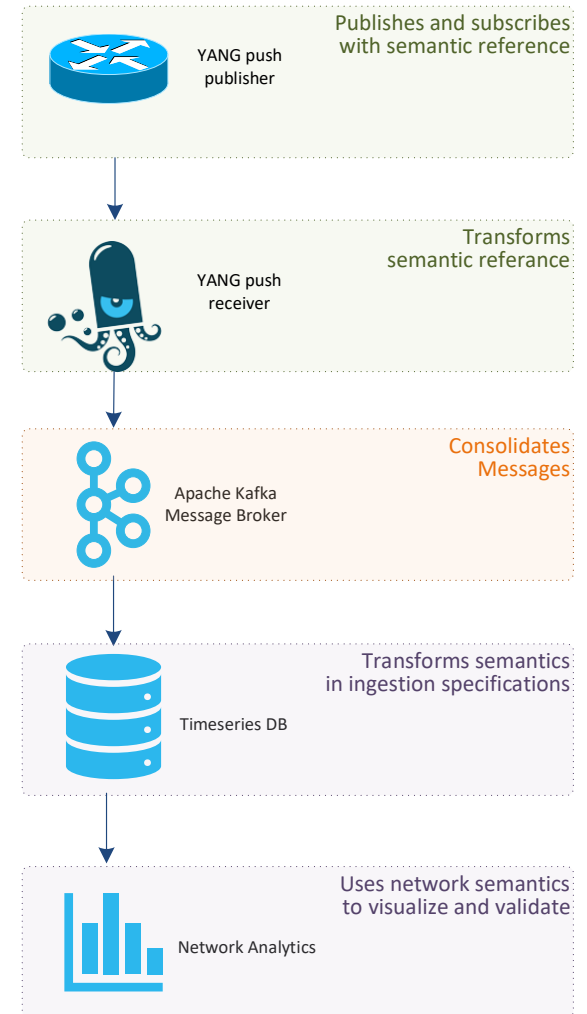 Publishes and subscribes
with semantic reference
YANG push
publisher
Transforms
semantic referance
YANG push
receiver
Consolidates
Messages
Apache Kafka
Message Broker
Transforms semantics
in ingestion specifications
Timeseries DB
Uses network semantics
to visualize and validate
Network Analytics